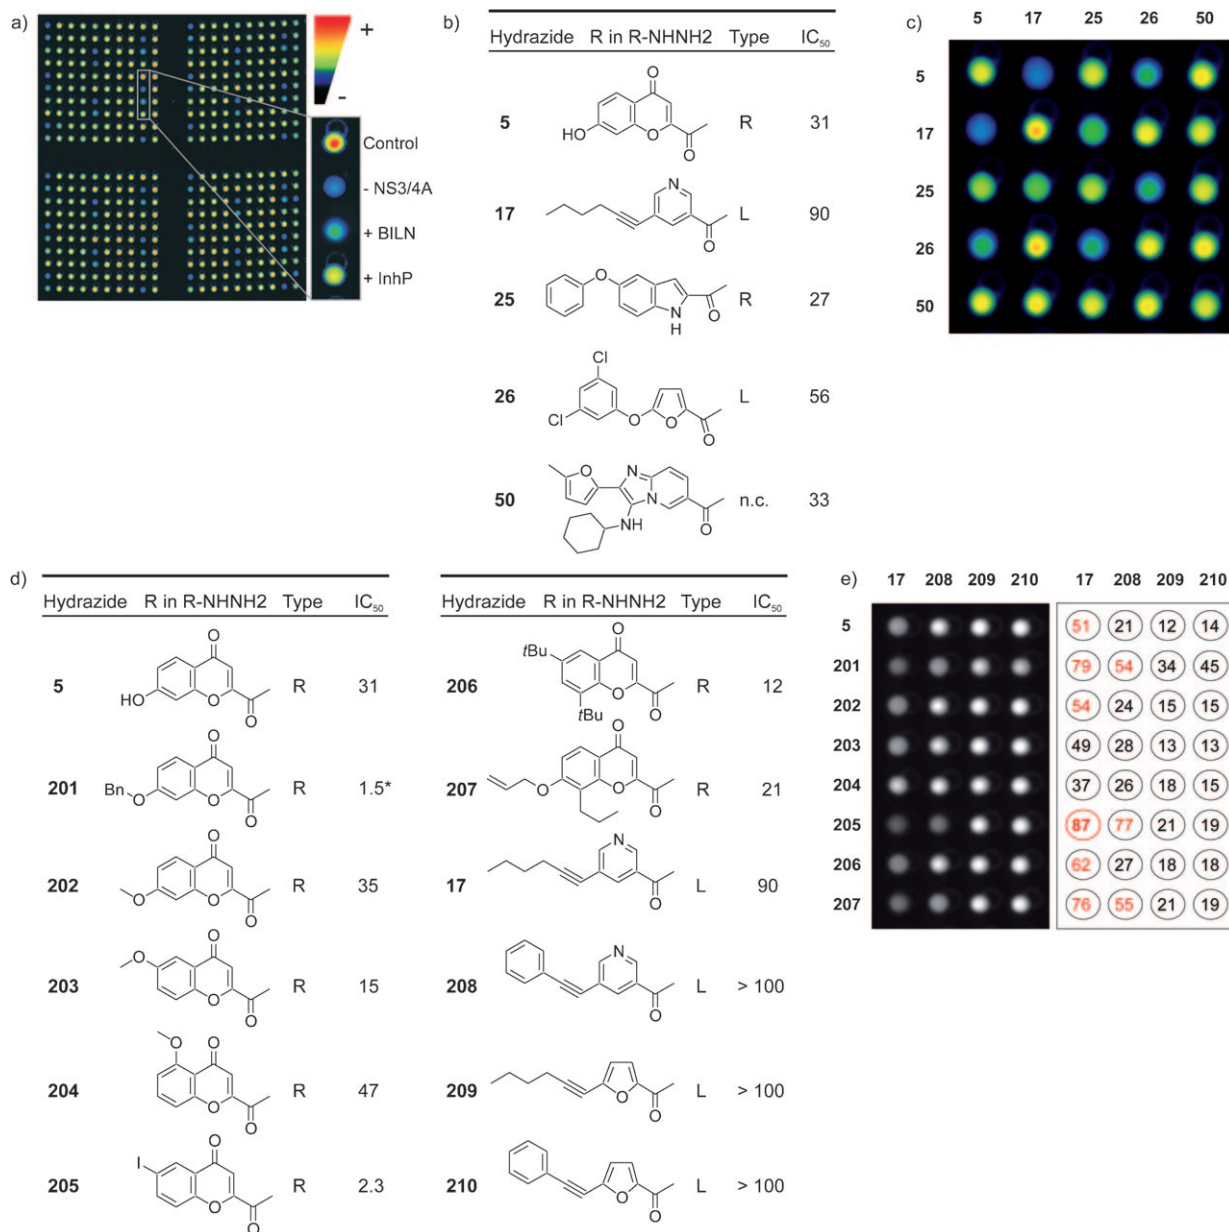 a)
+
-
Control
- NS3/4A
+ BILN
+ InhP
b)
Hydrazide R in R-NHNH2 Type IC50
5 HO O O O R 31
17 N O L 90
25 O N H O R 27
26 Cl Cl O O O L 56
50 O N N NH O n.c. 33
c)
5 17 25 26 50
5
17
25
26
50
d)
Hydrazide R in R-NHNH2 Type IC50
5 HO O O O R 31
201 BnO O O O R 1.5*
202 O O O O R 35
203 O O O O R 15
204 O O O O R 47
205 I O O O R 2.3
Hydrazide R in R-NHNH2 Type IC50
206 tBu tBu O O O R 12
207 O O O O R 21
17 N O L 90
208 N O L > 100
209 O O L > 100
210 O O L > 100
e)
17 208 209 210 17 208 209 210
5 51 21 12 14
201 79 54 34 45
202 54 24 15 15
203 49 28 13 13
204 37 26 18 15
205 87 77 21 19
206 62 27 18 18
207 76 55 21 19